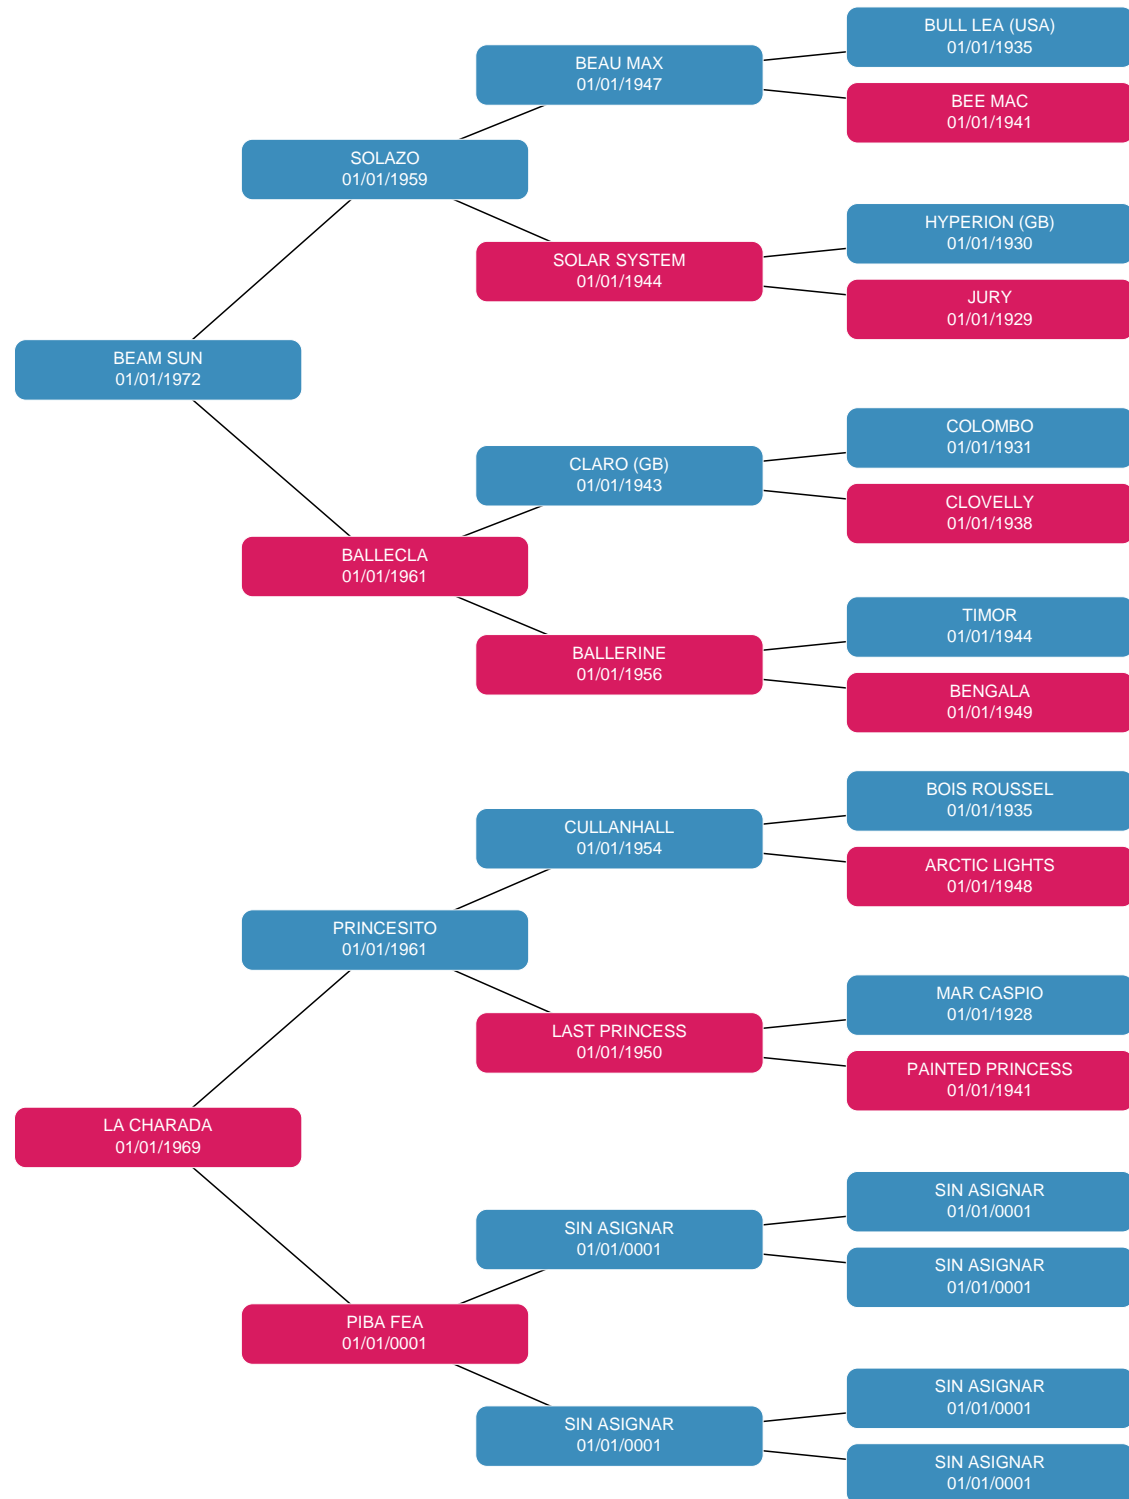 BULL LEA (USA)
01/01/1935
BEAU MAX
01/01/1947
BEE MAC
01/01/1941
SOLAZO
01/01/1959
HYPERION (GB)
01/01/1930
SOLAR SYSTEM
01/01/1944
JURY
01/01/1929
BEAM SUN
01/01/1972
COLOMBO
01/01/1931
CLARO (GB)
01/01/1943
CLOVELLY
01/01/1938
BALLECLA
01/01/1961
TIMOR
01/01/1944
BALLERINE
01/01/1956
BENGALA
01/01/1949
BOIS ROUSSEL
01/01/1935
CULLANHALL
01/01/1954
ARCTIC LIGHTS
01/01/1948
PRINCESITO
01/01/1961
MAR CASPIO
01/01/1928
LAST PRINCESS
01/01/1950
PAINTED PRINCESS
01/01/1941
LA CHARADA
01/01/1969
SIN ASIGNAR
01/01/0001
SIN ASIGNAR
01/01/0001
SIN ASIGNAR
01/01/0001
PIBA FEA
01/01/0001
SIN ASIGNAR
01/01/0001
SIN ASIGNAR
01/01/0001
SIN ASIGNAR
01/01/0001